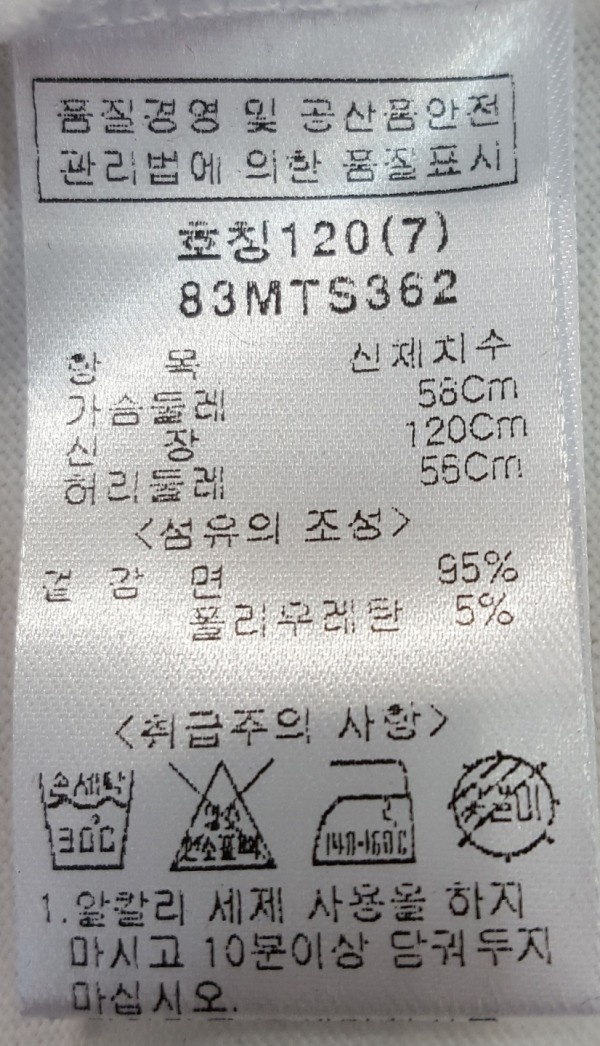 품질경영 및 공산품안전
관리법에 의한 품질표시
호칭120(7)
83MTS362
항 목 신체치수
가슴둘레 58Cm
신 장 120Cm
허리둘레 56Cm
<섬유의 조성>
겉 감 면 95%
폴리우레탄 5%
<취급주의 사항>
손세탁
30℃
염소표백
140-160℃
1.알칼리 세제 사용을 하지
마시고 10분이상 담궈두지
마십시오.